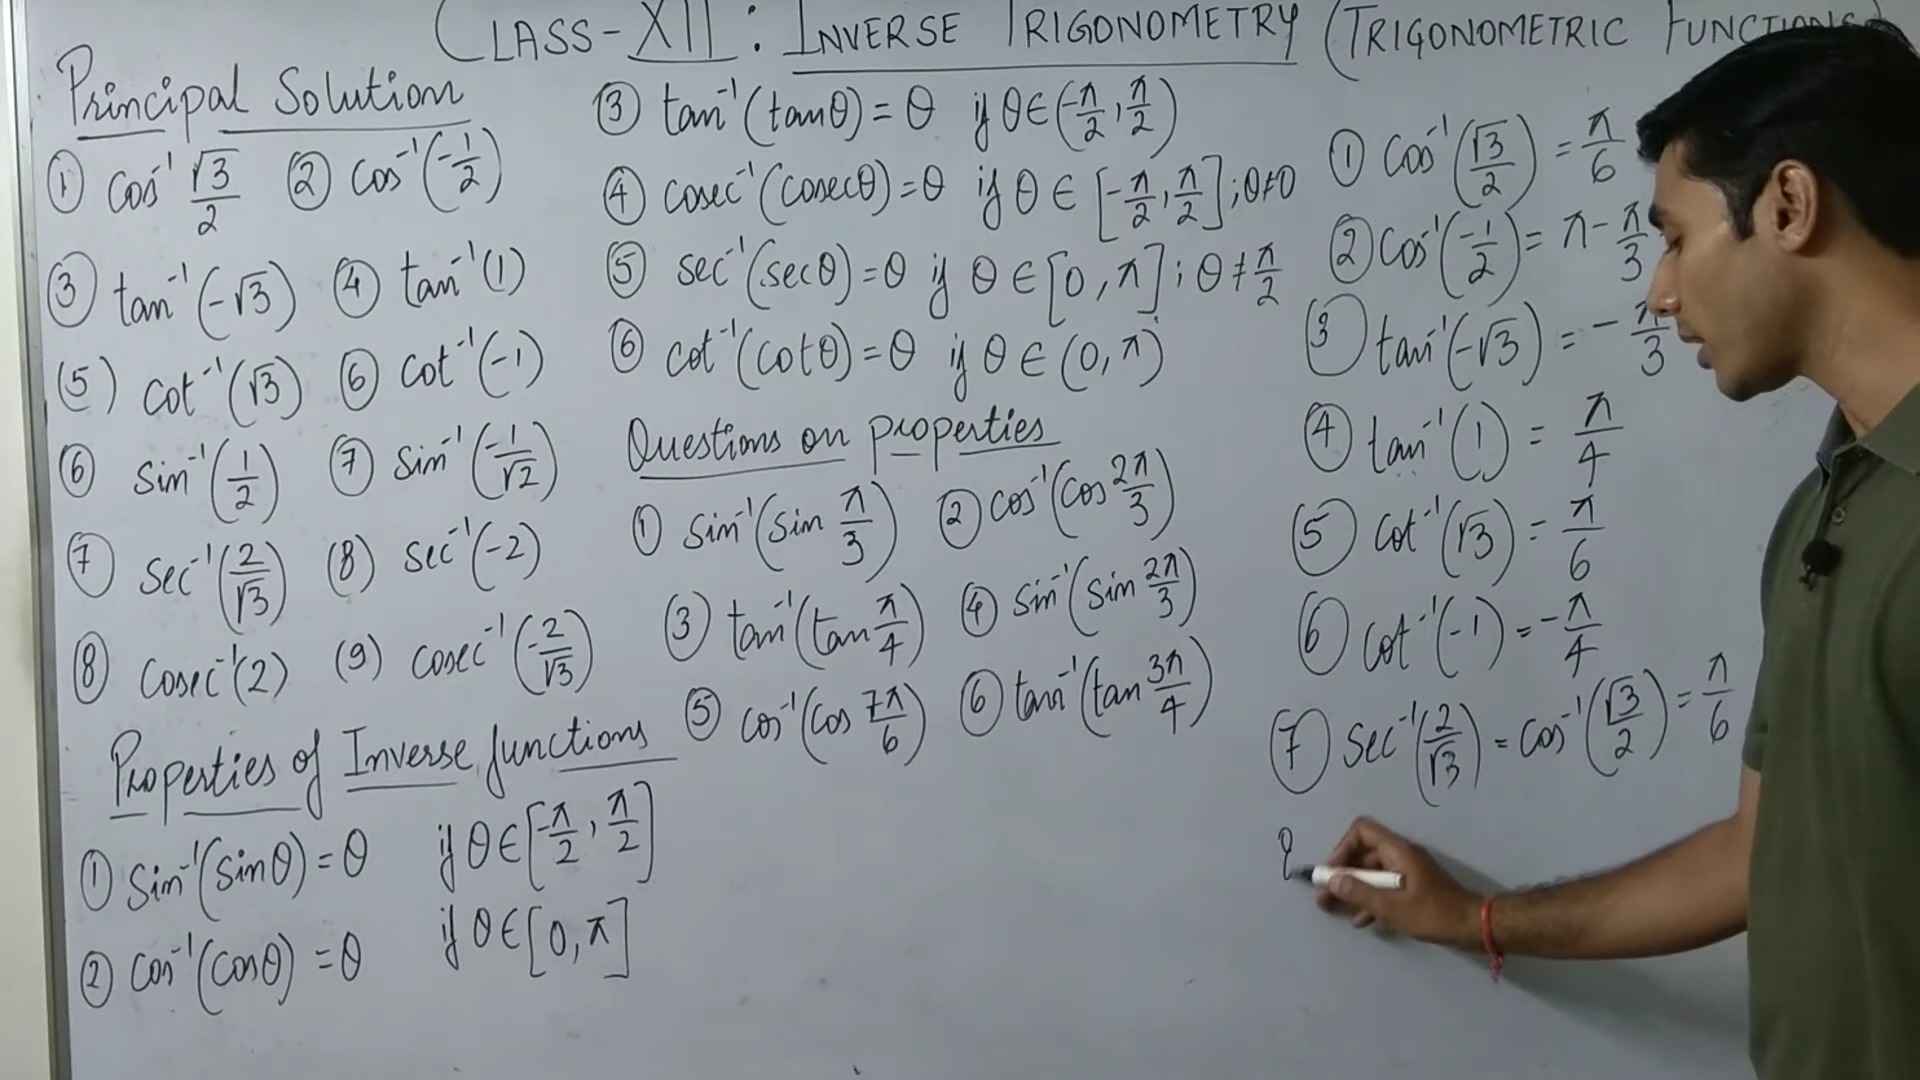 CLASS-XII : INVERSE TRIGONOMETRY (TRIGONOMETRIC FUNCTIONS)
Principal Solution
① cos⁻¹ √3/2 ② cos⁻¹(-1/2)
③ tan⁻¹(-√3) ④ tan⁻¹(1)
(5) cot⁻¹(√3) ⑥ cot⁻¹(-1)
⑥ sin⁻¹(1/2) ⑦ sin⁻¹(-1/√2)
⑦ sec⁻¹(2/√3) (8) sec⁻¹(-2)
⑧ cosec⁻¹(2) (9) cosec⁻¹(-2/√3)
Properties of Inverse functions
① sin⁻¹(sinθ) = θ if θ ∈ [-π/2, π/2]
② cos⁻¹(cosθ) = θ if θ ∈ [0, π]
③ tan⁻¹(tanθ) = θ if θ ∈ (-π/2, π/2)
④ cosec⁻¹(cosecθ) = θ if θ ∈ [-π/2, π/2] ; θ ≠ 0
⑤ sec⁻¹(secθ) = θ if θ ∈ [0, π] ; θ ≠ π/2
⑥ cot⁻¹(cotθ) = θ if θ ∈ (0, π)
Questions on properties
① sin⁻¹(sin π/3) ② cos⁻¹(cos 2π/3)
③ tan⁻¹(tan π/4) ④ sin⁻¹(sin 2π/3)
⑤ cos⁻¹(cos 7π/6) ⑥ tan⁻¹(tan 3π/4)
① cos⁻¹(√3/2) = π/6
② cos⁻¹(-1/2) = π - π/3
③ tan⁻¹(-√3) = -π/3
④ tan⁻¹(1) = π/4
⑤ cot⁻¹(√3) = π/6
⑥ cot⁻¹(-1) = -π/4
⑦ sec⁻¹(2/√3) = cos⁻¹(√3/2) = π/6